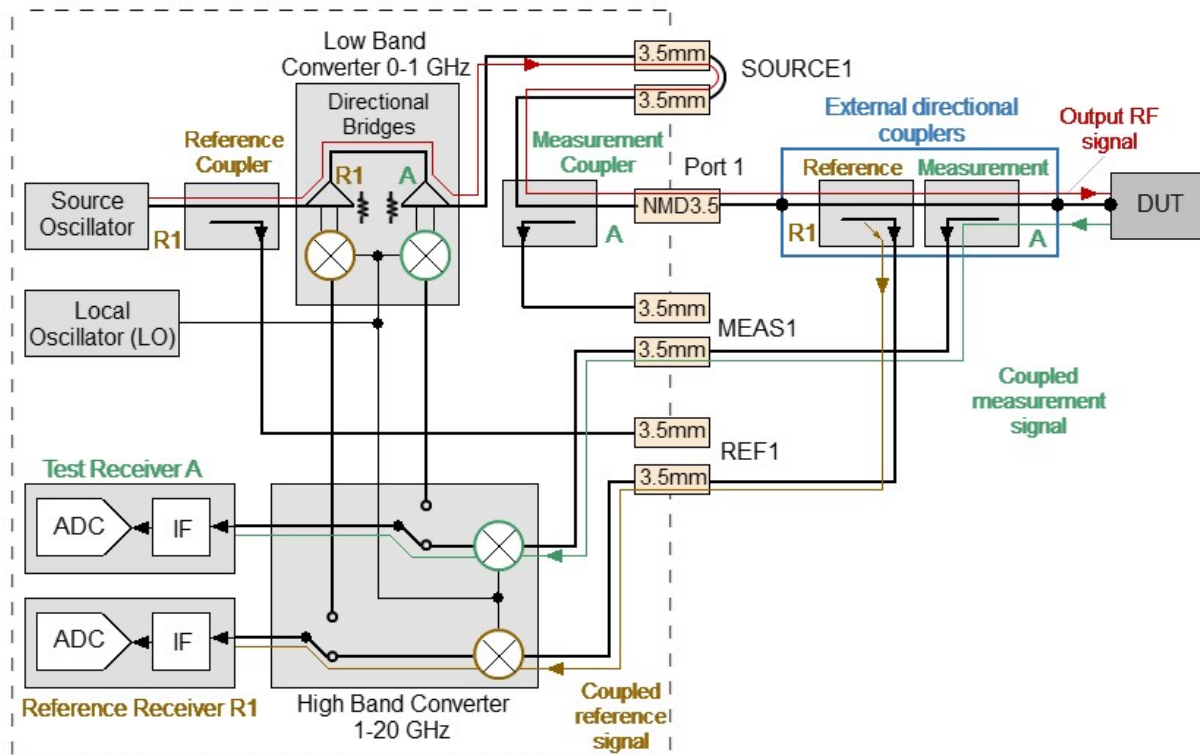 Low Band
Converter 0-1 GHz
Directional
Bridges
Reference
Coupler
R1
A
Measurement
Coupler
3.5mm
3.5mm
SOURCE1
External directional
couplers
Output RF
signal
Source
Oscillator
R1
A
Port 1
NMD3.5
Reference
Measurement
R1
A
DUT
Local
Oscillator (LO)
3.5mm
MEAS1
3.5mm
Coupled
measurement
signal
3.5mm
REF1
3.5mm
Test Receiver A
ADC
IF
ADC
IF
Reference Receiver R1
High Band Converter
1-20 GHz
Coupled
reference
signal